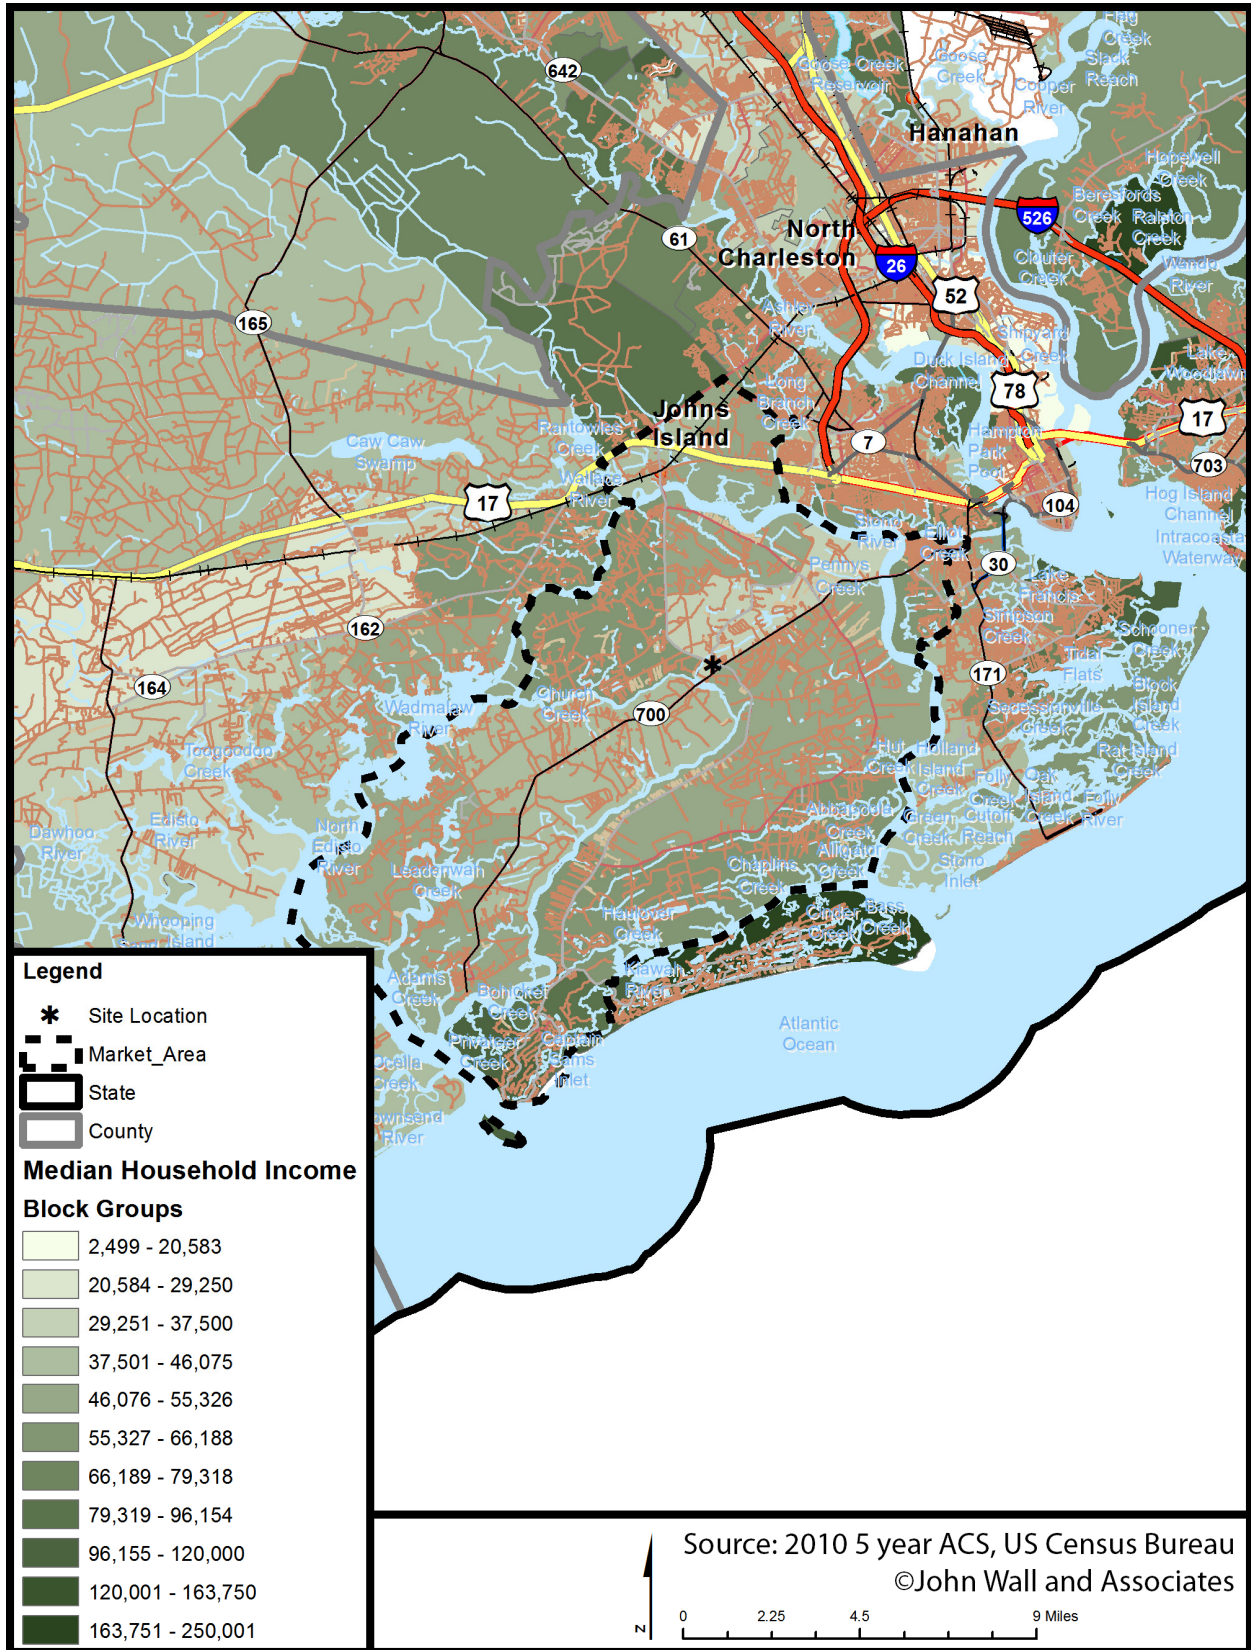 Hag
Creek
Slack
Reach
Goose Creek
Reservoir
Goose
Creek
Cooper
River
642
Hanahan
Hopewell
Creek
Beresfords
Creek
Ralston
Creek
526
61
North
Charleston
26
Clouter
Creek
Wando
River
52
165
Ashley
River
Shipyard
Creek
Duck Island
Channel
Lake
Woodlawn
Long
Branch
Creek
78
17
Johns
Island
Rantowles
Creek
7
Hampton
Park
Pool
703
Caw Caw
Swamp
Wallace
River
17
104
Hog Island
Channel
Intracoasta
Waterway
Stono
River
Elliot
Creek
30
Pennys
Creek
Lake
Francis
Simpson
Creek
162
Schooner
Creek
Tidal
Flats
171
164
Block
Island
Creek
Church
Creek
Wadmalaw
River
700
Secessionville
Creek
Toogoodoo
Creek
Hut
Creek
Holland
Island
Creek
Rat Island
Creek
Folly
Creek
Oak
Island
Creek
Folly
River
Abbapoola
Creek
Green
Creek
Cutoff
Reach
Dawhoo
River
Edisto
River
North
Edisto
River
Alligator
Creek
Chaplins
Creek
Stono
Inlet
Leadenwah
Creek
Whooping
Island
Haulover
Creek
Cinder
Creek
Bass
Creek
Adams
Creek
Bohicket
Creek
Kiawah
River
Privateer
Creek
Captain
Sams
Inlet
Atlantic
Ocean
Ocella
Creek
ownsend
River
Legend
Site Location
Market_Area
State
County
Median Household Income
Block Groups
2,499 - 20,583
20,584 - 29,250
29,251 - 37,500
37,501 - 46,075
46,076 - 55,326
55,327 - 66,188
66,189 - 79,318
79,319 - 96,154
96,155 - 120,000
120,001 - 163,750
163,751 - 250,001
Source: 2010 5 year ACS, US Census Bureau
©John Wall and Associates
z
0 2.25 4.5 9 Miles